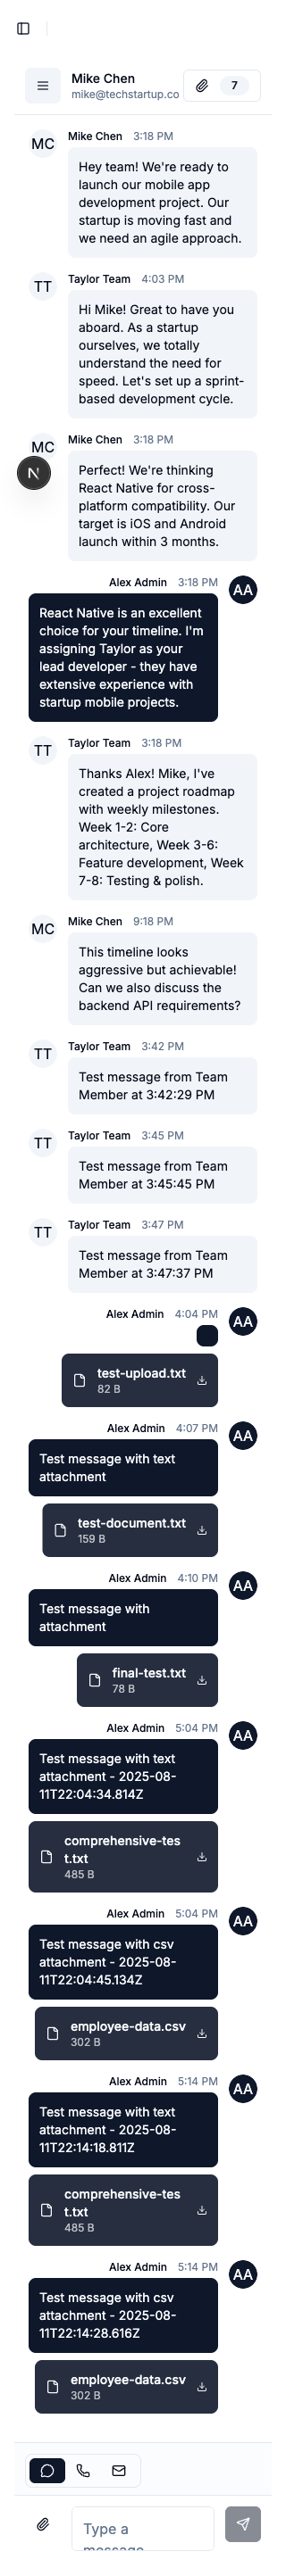 Mike Chen
mike@techstartup.co
7
Mike Chen 3:18 PM
MC
Hey team! We're ready to
launch our mobile app
development project. Our
startup is moving fast and
we need an agile approach.
Taylor Team 4:03 PM
TT
Hi Mike! Great to have you
aboard. As a startup
ourselves, we totally
understand the need for
speed. Let's set up a sprint-
based development cycle.
Mike Chen 3:18 PM
MC
N
Perfect! We're thinking
React Native for cross-
platform compatibility. Our
target is iOS and Android
launch within 3 months.
Alex Admin 3:18 PM
AA
React Native is an excellent
choice for your timeline. I'm
assigning Taylor as your
lead developer - they have
extensive experience with
startup mobile projects.
Taylor Team 3:18 PM
TT
Thanks Alex! Mike, I've
created a project roadmap
with weekly milestones.
Week 1-2: Core
architecture, Week 3-6:
Feature development, Week
7-8: Testing & polish.
Mike Chen 9:18 PM
MC
This timeline looks
aggressive but achievable!
Can we also discuss the
backend API requirements?
Taylor Team 3:42 PM
TT
Test message from Team
Member at 3:42:29 PM
Taylor Team 3:45 PM
TT
Test message from Team
Member at 3:45:45 PM
Taylor Team 3:47 PM
TT
Test message from Team
Member at 3:47:37 PM
Alex Admin 4:04 PM
AA
test-upload.txt
82 B
Alex Admin 4:07 PM
AA
Test message with text
attachment
test-document.txt
159 B
Alex Admin 4:10 PM
AA
Test message with
attachment
final-test.txt
78 B
Alex Admin 5:04 PM
AA
Test message with text
attachment - 2025-08-
11T22:04:34.814Z
comprehensive-tes
t.txt
485 B
Alex Admin 5:04 PM
AA
Test message with csv
attachment - 2025-08-
11T22:04:45.134Z
employee-data.csv
302 B
Alex Admin 5:14 PM
AA
Test message with text
attachment - 2025-08-
11T22:14:18.811Z
comprehensive-tes
t.txt
485 B
Alex Admin 5:14 PM
AA
Test message with csv
attachment - 2025-08-
11T22:14:28.616Z
employee-data.csv
302 B
Type a
message